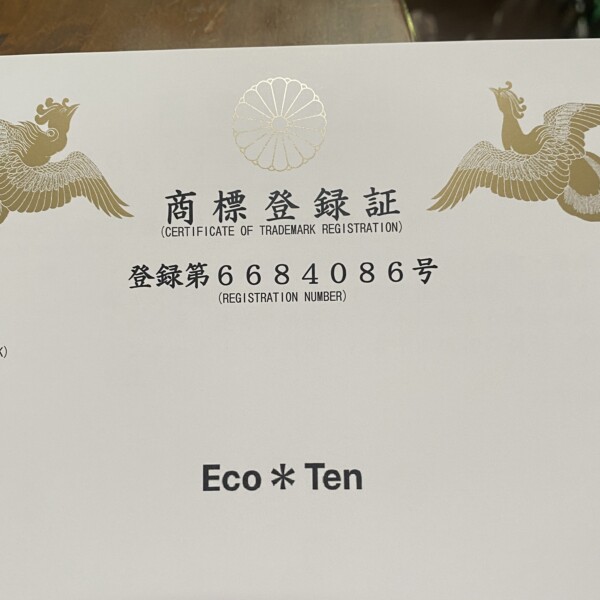 商標登録証
(CERTIFICATE OF TRADEMARK REGISTRATION)
登録第6684086号
(REGISTRATION NUMBER)
K)
Eco＊Ten